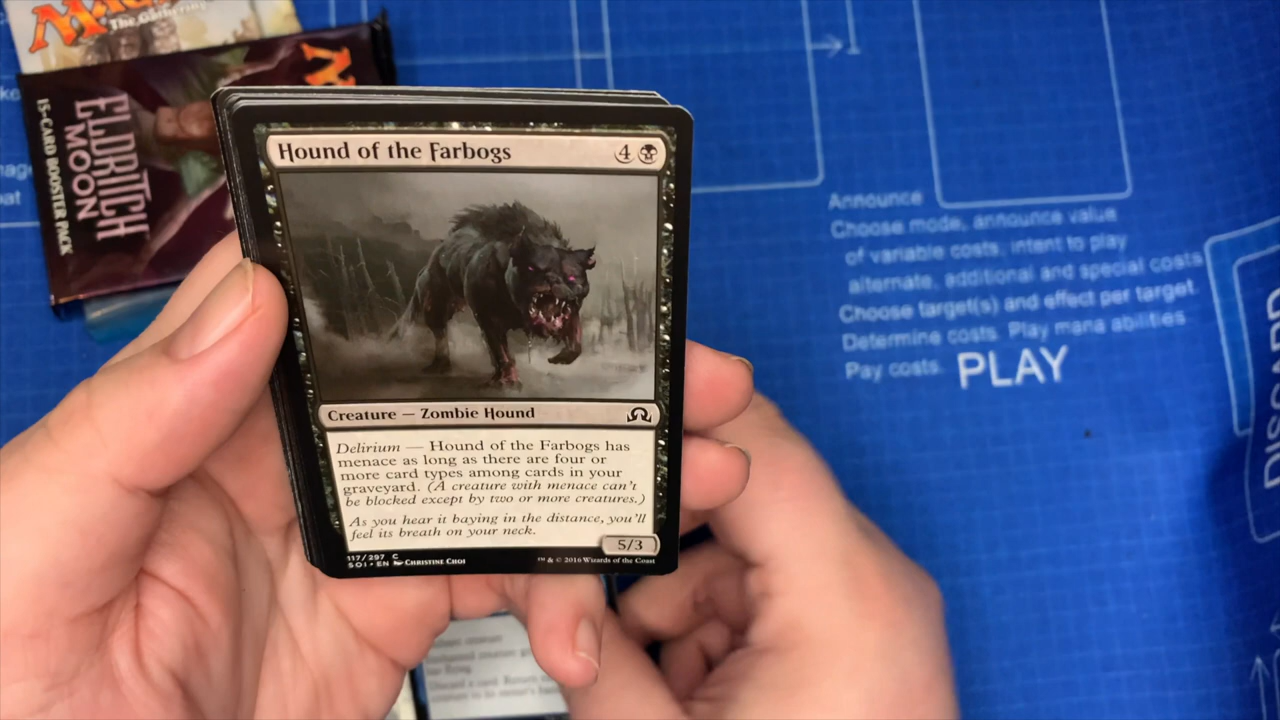 The Gathering
ELDRITCH
MOON
15-CARD BOOSTER PACK
Hound of the Farbogs 4
Creature — Zombie Hound
Delirium — Hound of the Farbogs has
menace as long as there are four or
more card types among cards in your
graveyard. (A creature with menace can't
be blocked except by two or more creatures.)
As you hear it baying in the distance, you'll
feel its breath on your neck.
5/3
117/297 C
SOI • EN Christine Choi
™ & © 2016 Wizards of the Coast
Announce
Choose mode, announce value
of variable costs, intent to play
alternate, additional and special costs
Choose target(s) and effect per target.
Determine costs. Play mana abilities
Pay costs.
PLAY
DISCARD